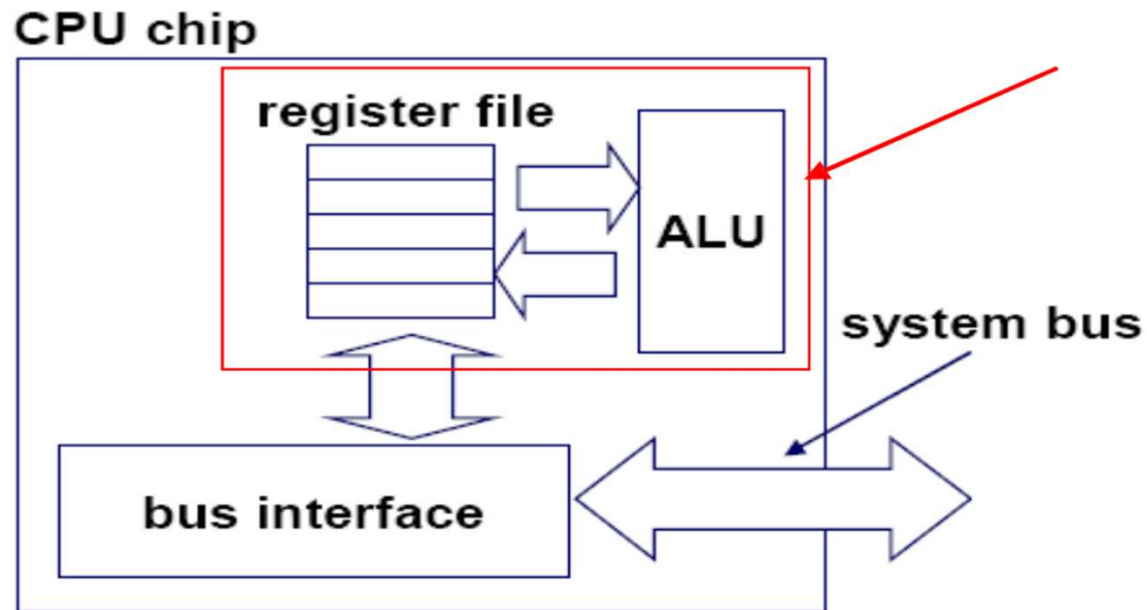 CPU chip
register file
ALU
system bus
bus interface